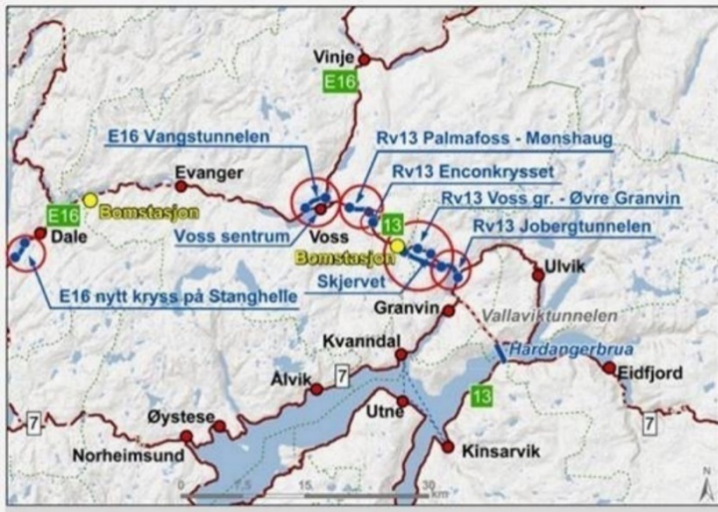 Vinje
E16
E16 Vangstunnelen
Rv13 Palmafoss - Mønshaug
Evanger
Rv13 Enconkrysset
Rv13 Voss gr. - Øvre Granvin
E16
Bomstasjon
13
Rv13 Jobergtunnelen
Dale
Voss sentrum
Voss
Bomstasjon
Ulvik
Skjervet
E16 nytt kryss på Stanghelle
Granvin
Vallaviktunnelen
Kvanndal
Hardangerbrua
Eidfjord
Ålvik
7
13
Utne
Øystese
7
7
Norheimsund
Kinsarvik
0 7,5 15 30
km
N